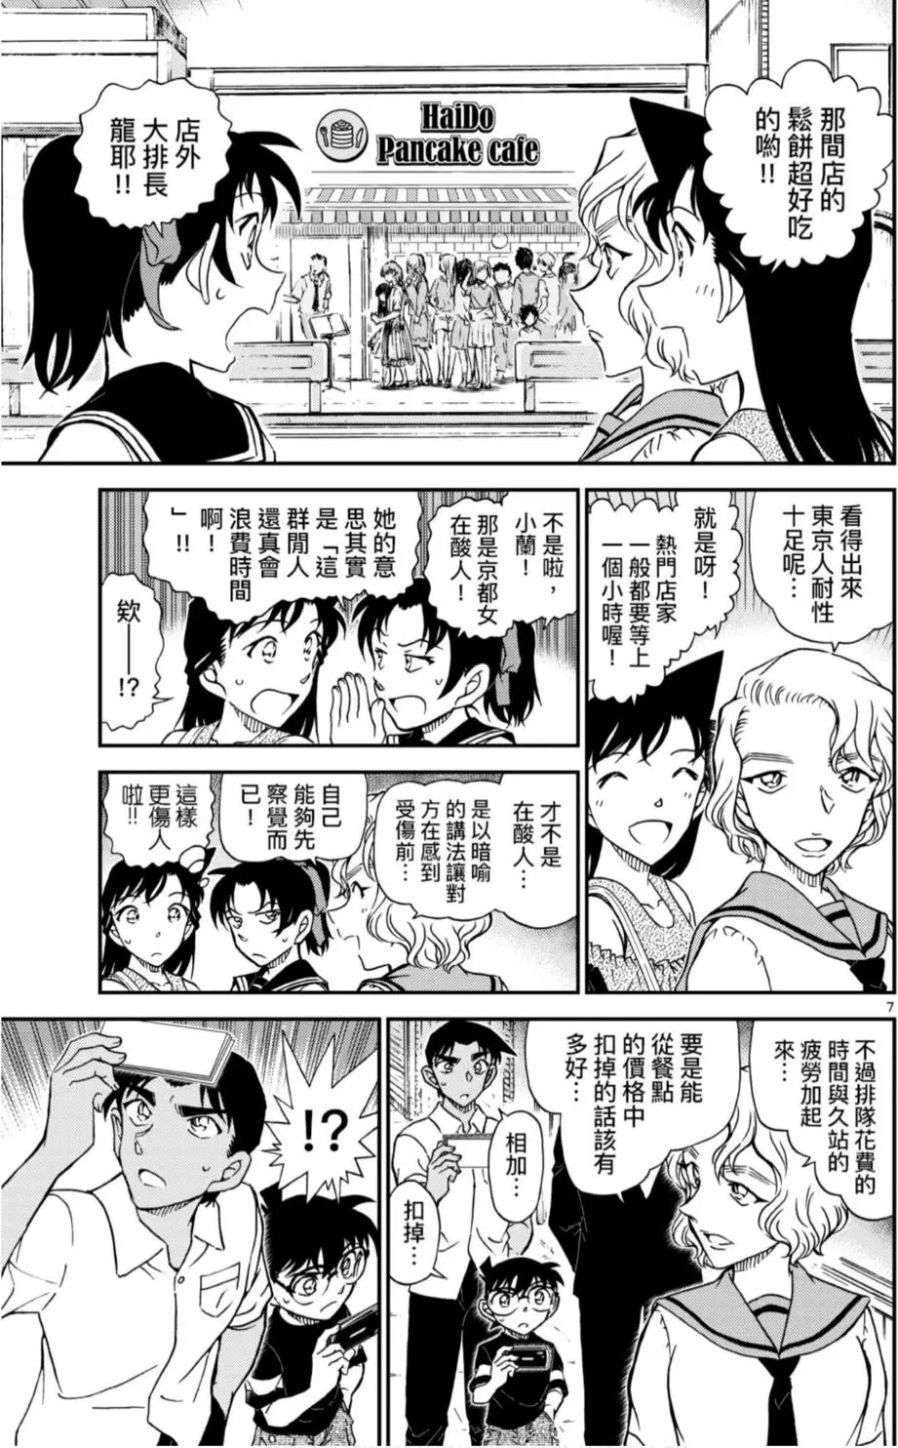 HaiDo
Pancake cafe
那間店的
鬆餅超好吃
的喲!!
店外
大排長
龍耶!!
看得出來
東京人耐性
十足呢…
就是呀!
熱門店家
一般都要等上
一個小時喔!
不是啦，
小蘭!
那是京都女
在酸人!
她的意
思其實
是「這
群閒人
還真會
浪費時間
啊!
」!!
欸——!?
才不是
在酸人…
是以暗喻
的講法讓對
方在感到
受傷前…
自己
能夠先
察覺而
已!
這樣
更傷人
啦!!
7
不過排隊花費的
時間與久站的
疲勞加起
來…
要是能
從餐點
的價格中
扣掉的話該有
多好…
相加…
扣掉…
!?